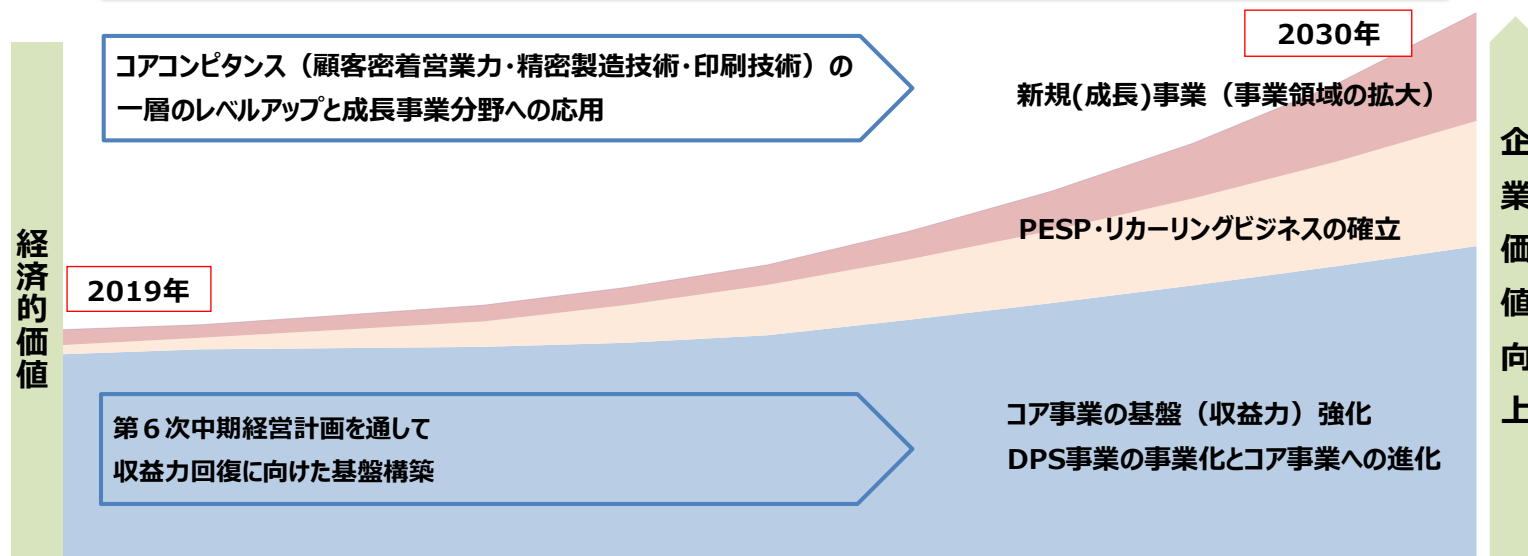 2030年
コアコンピタンス（顧客密着営業力･精密製造技術･印刷技術）の
一層のレベルアップと成長事業分野への応用
新規(成長)事業（事業領域の拡大）
PESP･リカーリングビジネスの確立
経済的価値
2019年
企業価値向上
第６次中期経営計画を通して
収益力回復に向けた基盤構築
コア事業の基盤（収益力）強化
DPS事業の事業化とコア事業への進化